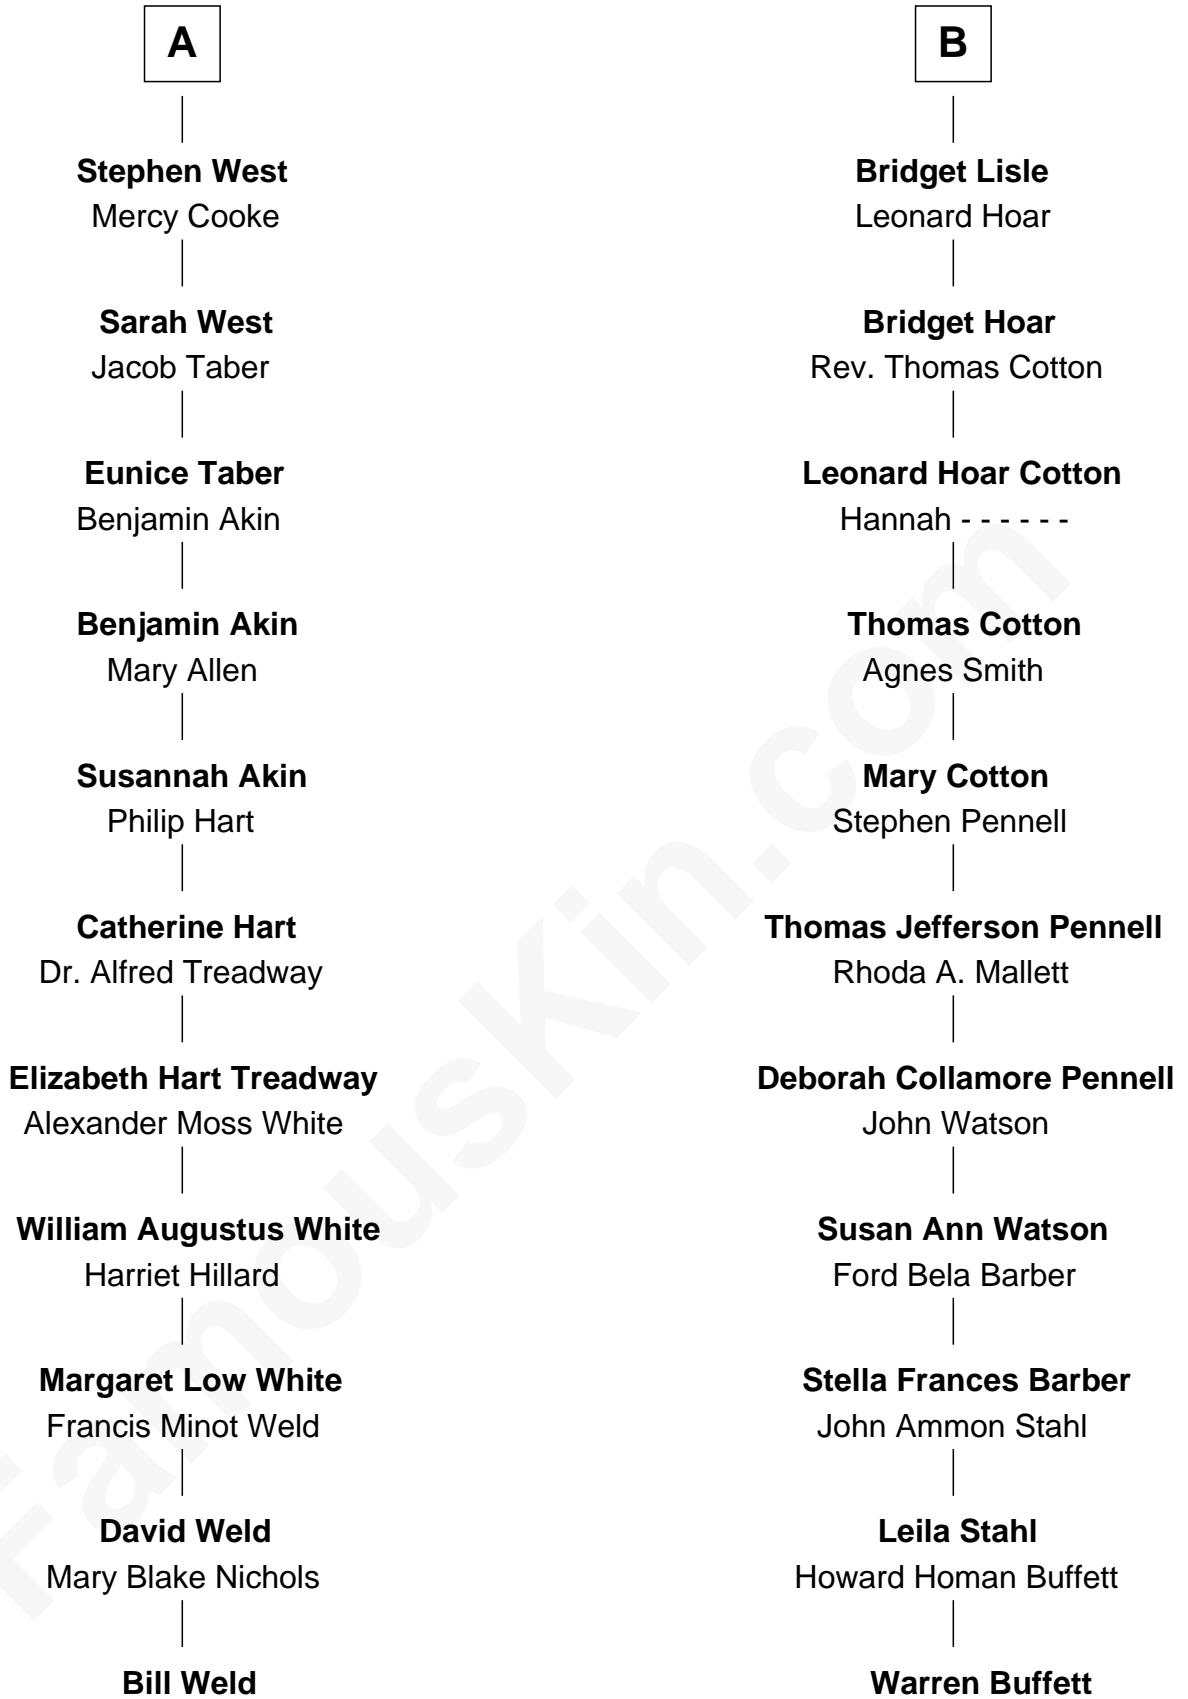 A
Stephen West
Mercy Cooke
Sarah West
Jacob Taber
Eunice Taber
Benjamin Akin
Benjamin Akin
Mary Allen
Susannah Akin
Philip Hart
Catherine Hart
Dr. Alfred Treadway
Elizabeth Hart Treadway
Alexander Moss White
William Augustus White
Harriet Hillard
Margaret Low White
Francis Minot Weld
David Weld
Mary Blake Nichols
Bill Weld
B
Bridget Lisle
Leonard Hoar
Bridget Hoar
Rev. Thomas Cotton
Leonard Hoar Cotton
Hannah - - - - - -
Thomas Cotton
Agnes Smith
Mary Cotton
Stephen Pennell
Thomas Jefferson Pennell
Rhoda A. Mallett
Deborah Collamore Pennell
John Watson
Susan Ann Watson
Ford Bela Barber
Stella Frances Barber
John Ammon Stahl
Leila Stahl
Howard Homan Buffett
Warren Buffett
FamousKin.com